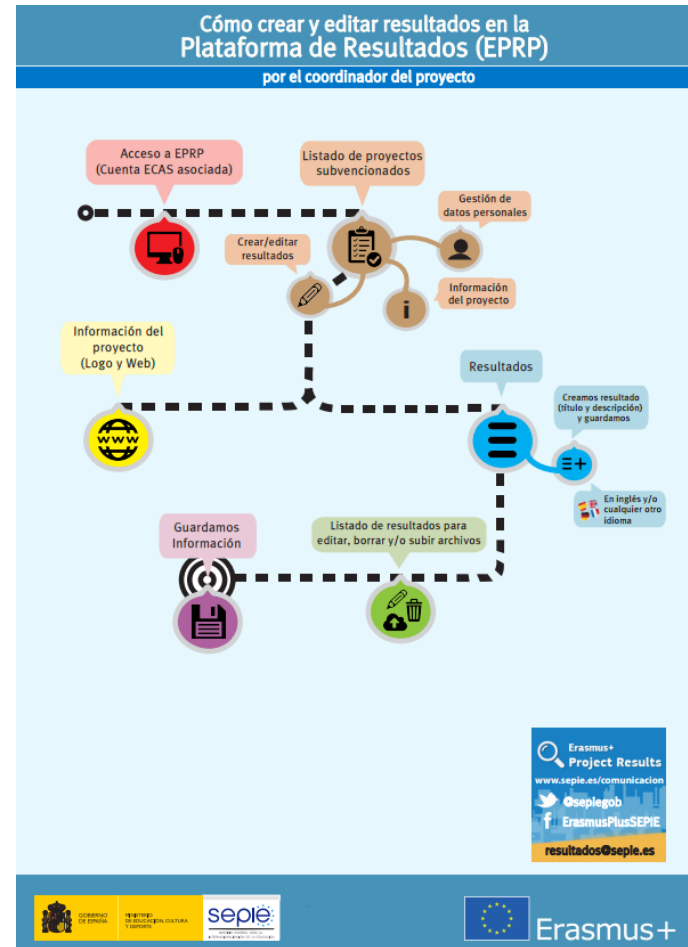 Cómo crear y editar resultados en la
Plataforma de Resultados (EPRP)
por el coordinador del proyecto
Acceso a EPRP
(Cuenta ECAS asociada)
Listado de proyectos
subvencionados
Gestión de
datos personales
Crear/editar
resultados
Información
del proyecto
i
Información del
proyecto
(Logo y Web)
www
Resultados
Creamos resultado
(título y descripción)
y guardamos
En inglés y/o
cualquier otro
idioma
Guardamos
Información
Listado de resultados para
editar, borrar y/o subir archivos
Erasmus+
Project Results
www.sepie.es/comunicacion
@sepiegob
f ErasmusPlusSEPIE
resultados@sepie.es
GOBIERNO
DE ESPAÑA
MINISTERIO
DE EDUCACIÓN, CULTURA
Y DEPORTE
sepie
Erasmus+